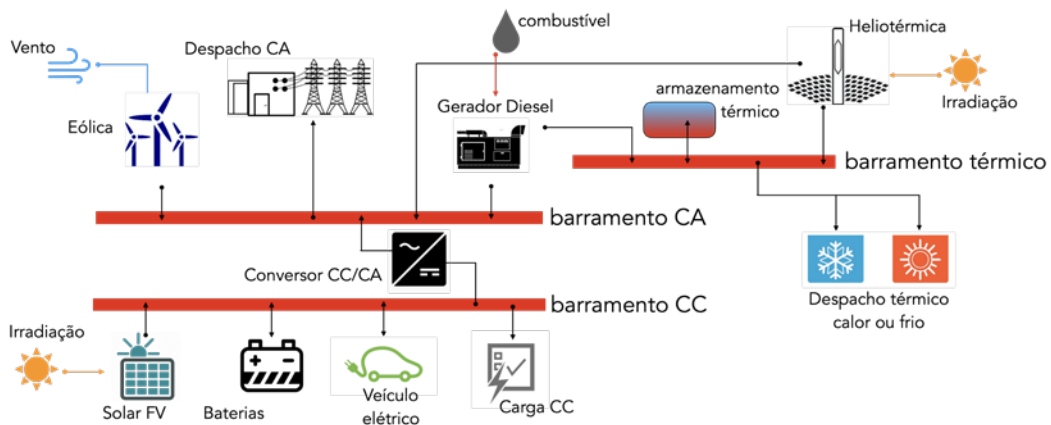 combustível
Heliotérmica
Vento
Despacho CA
armazenamento
térmico
Gerador Diesel
Irradiação
Eólica
barramento térmico
barramento CA
Conversor CC/CA
Despacho térmico
calor ou frio
barramento CC
Irradiação
Veículo
elétrico
Solar FV
Baterias
Carga CC